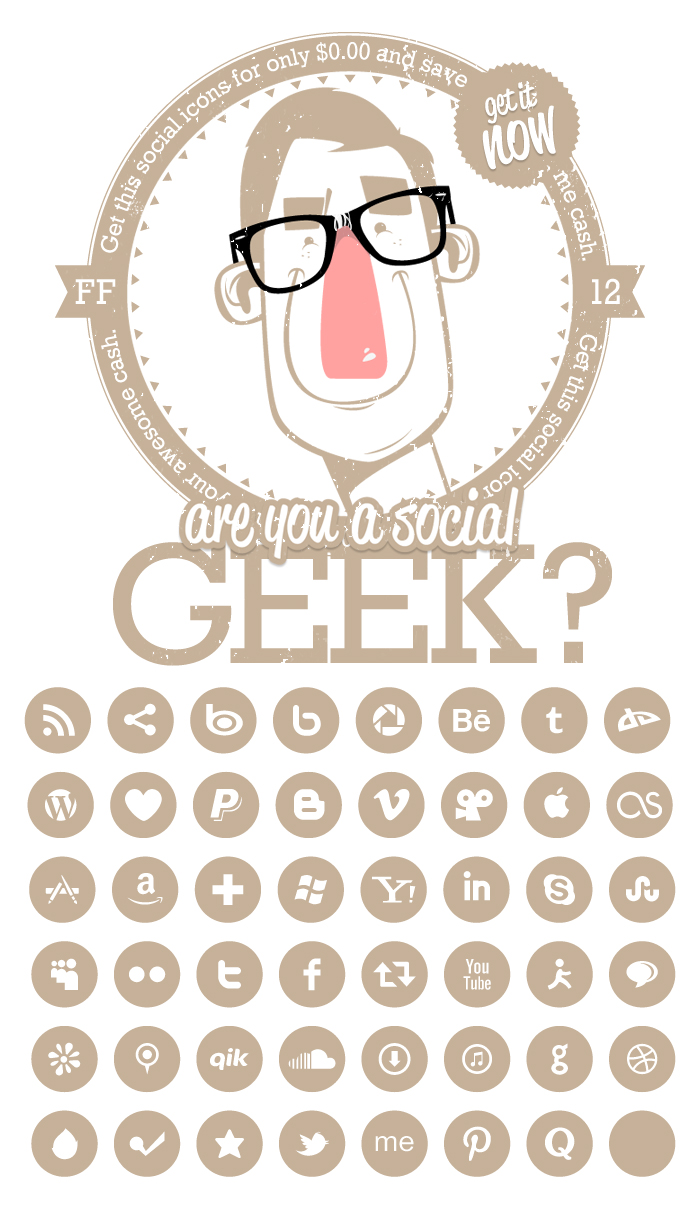 Get this social icons for only $0.00 and save
me cash.
get it
NOW
FF
12
Get this social icon
your awesome cash.
are you a social
GEEK?
b
b
Bē
t
W
P
B
v
as
a
Y!
in
S
t
f
You
Tube
qik
g
me
P
Q